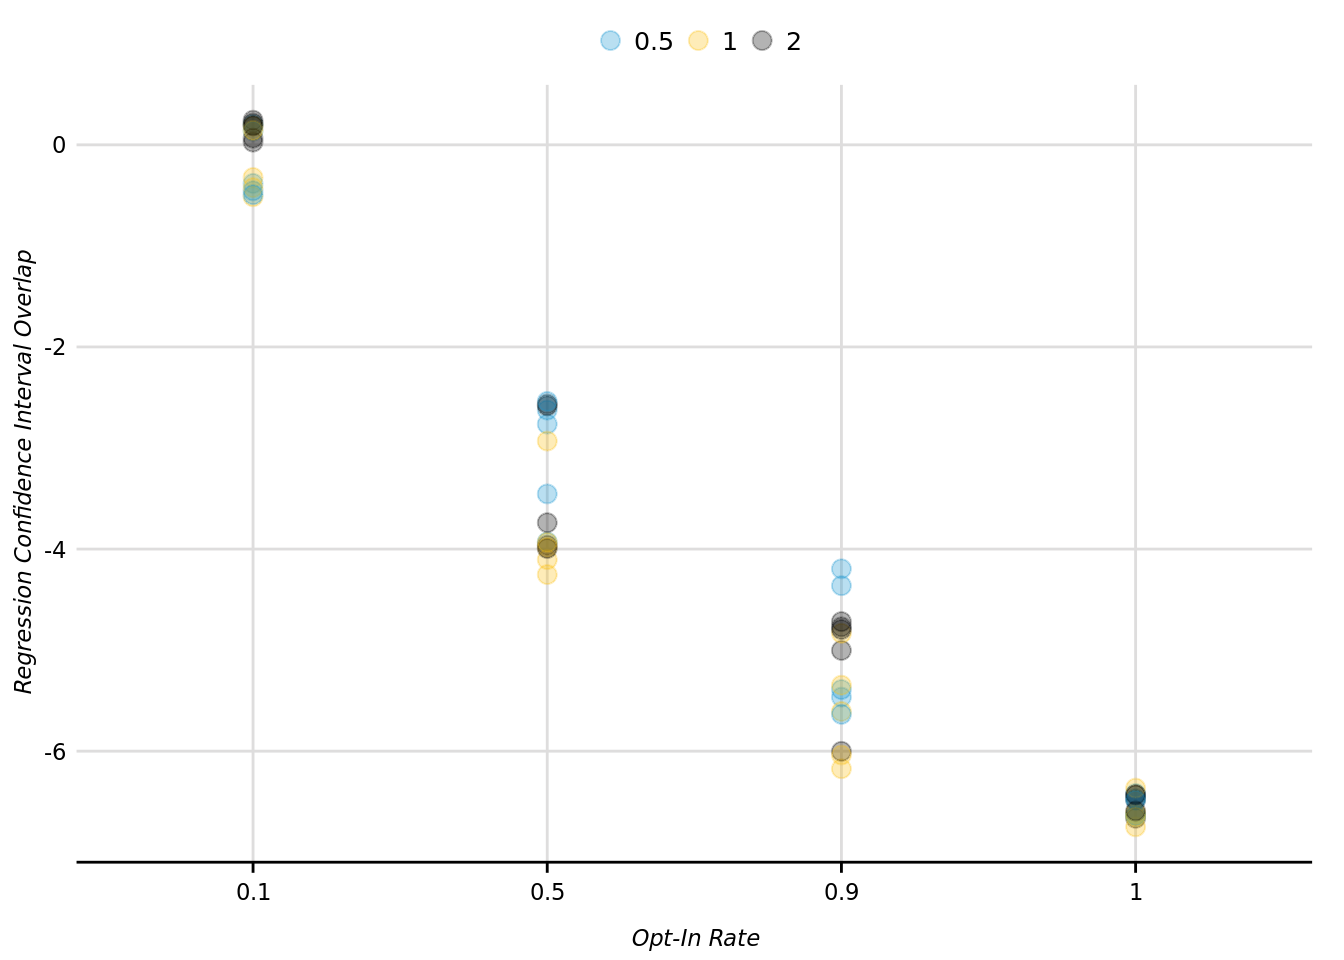 0.5 1 2
Regression Confidence Interval Overlap
0
-2
-4
-6
0.1 0.5 0.9 1
Opt-In Rate